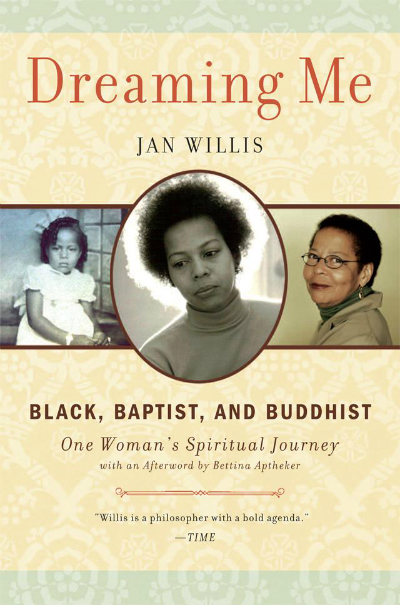 Dreaming Me
JAN WILLIS
BLACK, BAPTIST, AND BUDDHIST
One Woman's Spiritual Journey
with an Afterword by Bettina Aptheker
"Willis is a philosopher with a bold agenda."
—TIME